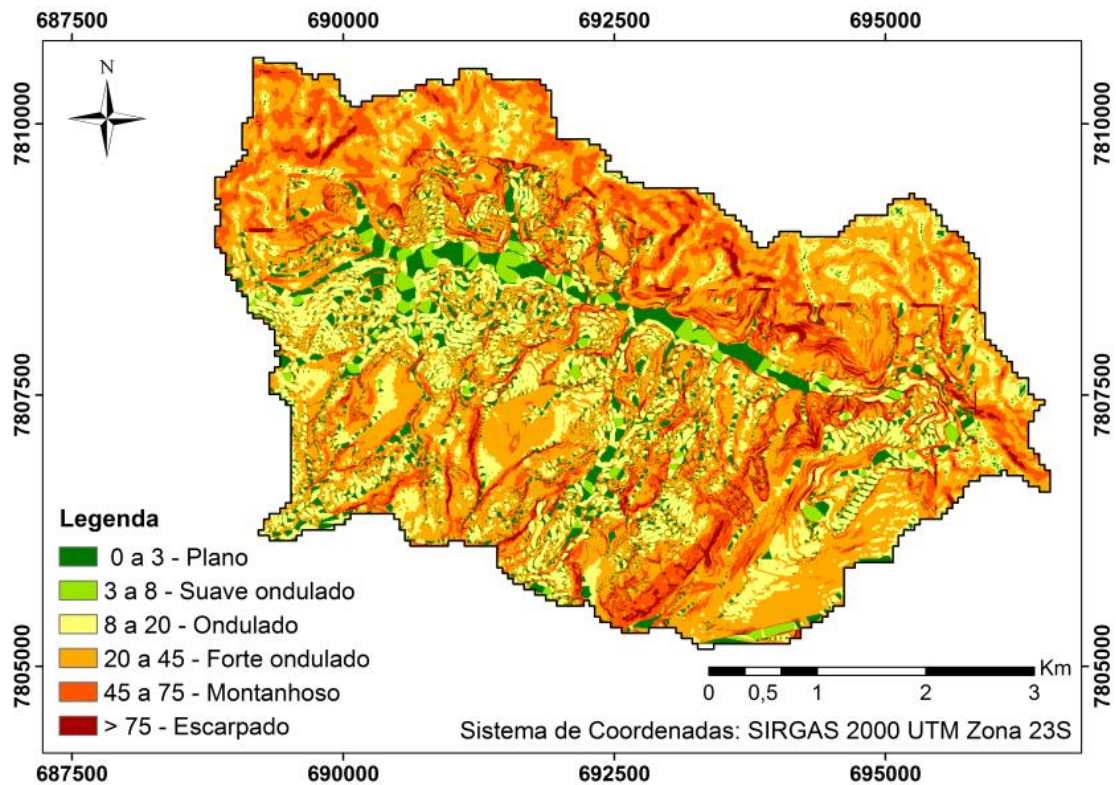 687500 690000 692500 695000
N
7810000 7810000
7807500 7807500
7805000 7805000
Legenda
0 a 3 - Plano
3 a 8 - Suave ondulado
8 a 20 - Ondulado
20 a 45 - Forte ondulado
45 a 75 - Montanhoso
> 75 - Escarpado
Km
0 0,5 1 2 3
Sistema de Coordenadas: SIRGAS 2000 UTM Zona 23S
687500 690000 692500 695000